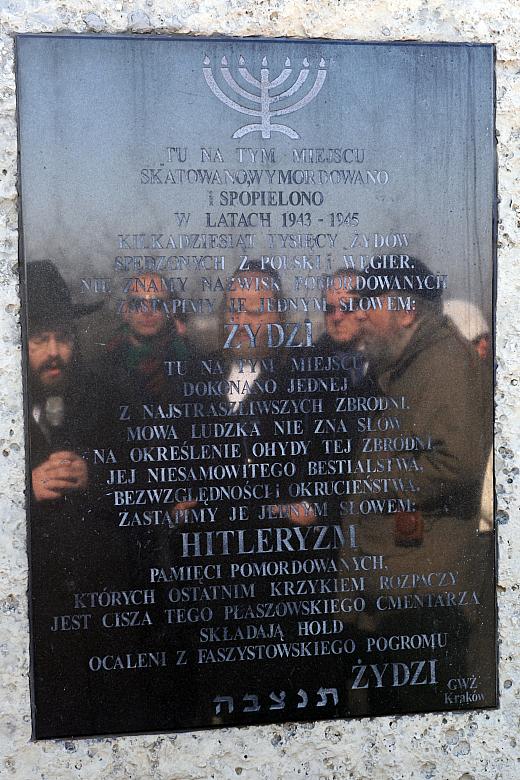 TU NA TYM MIEJSCU
SKATOWANO,WYMORDOWANO
i SPOPIELONO
W LATACH 1943 - 1945
KILKADZIESIĄT TYSIĘCY ŻYDÓW
SPĘDZONYCH Z POLSKI i WĘGIER.
NIE ZNAMY NAZWISK POMORDOWANYCH
ZASTĄPIMY JE JEDNYM SŁOWEM:
ŻYDZI
TU NA TYM MIEJSCU
DOKONANO JEDNEJ
Z NAJSTRASZLIWSZYCH ZBRODNI.
MOWA LUDZKA NIE ZNA SŁÓW
NA OKREŚLENIE OHYDY TEJ ZBRODNI
JEJ NIESAMOWITEGO BESTIALSTWA,
BEZWZGLĘDNOŚCI i OKRUCIEŃSTWA.
ZASTĄPIMY JE JEDNYM SŁOWEM:
HITLERYZM
PAMIĘCI POMORDOWANYCH,
KTÓRYCH OSTATNIM KRZYKIEM ROZPACZY
JEST CISZA TEGO PŁASZOWSKIEGO CMENTARZA
SKŁADAJĄ HOŁD
OCALENI Z FASZYSTOWSKIEGO POGROMU
ŻYDZI
תנצבה
GWŻ
Kraków